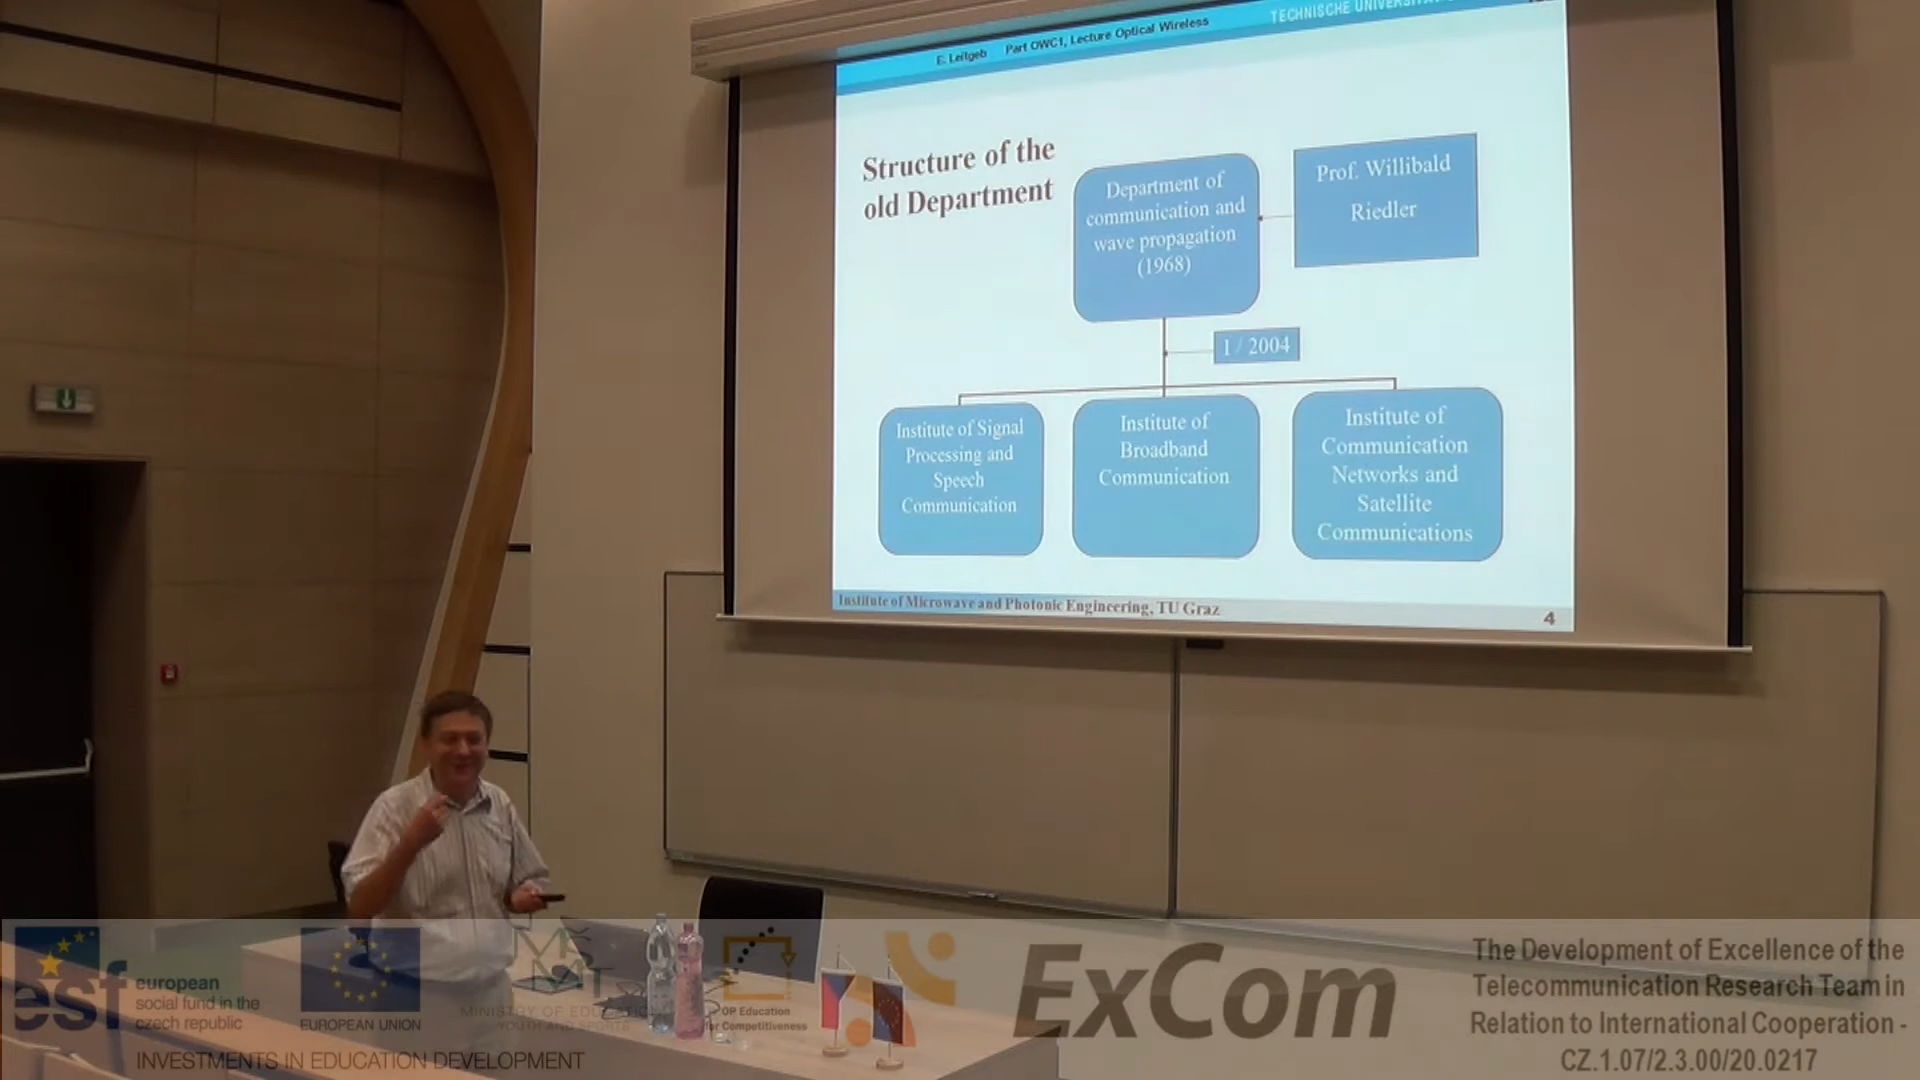 E. Leitgeb Part OWC1, Lecture Optical Wireless
TECHNISCHE
Structure of the
old Department
Department of
communication and
wave propagation
(1968)
Prof. Willibald
Riedler
1 / 2004
Institute of Signal
Processing and
Speech
Communication
Institute of
Broadband
Communication
Institute of
Communication
Networks and
Satellite
Communications
Institute of Microwave and Photonic Engineering, TU Graz
4
esf
european
social fund in the
czech republic
EUROPEAN UNION
MINISTRY OF EDUCATION
YOUTH AND SPORTS
OP Education
for Competitiveness
INVESTMENTS IN EDUCATION DEVELOPMENT
ExCom
The Development of Excellence of the
Telecommunication Research Team in
Relation to International Cooperation -
CZ.1.07/2.3.00/20.0217